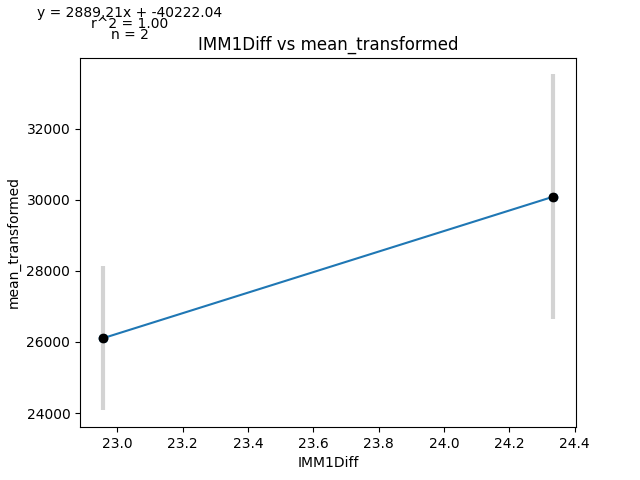 y = 2889.21x + -40222.04
r^2 = 1.00
n = 2
IMM1Diff vs mean_transformed
mean_transformed
32000
30000
28000
26000
24000
23.0 23.2 23.4 23.6 23.8 24.0 24.2 24.4
IMM1Diff